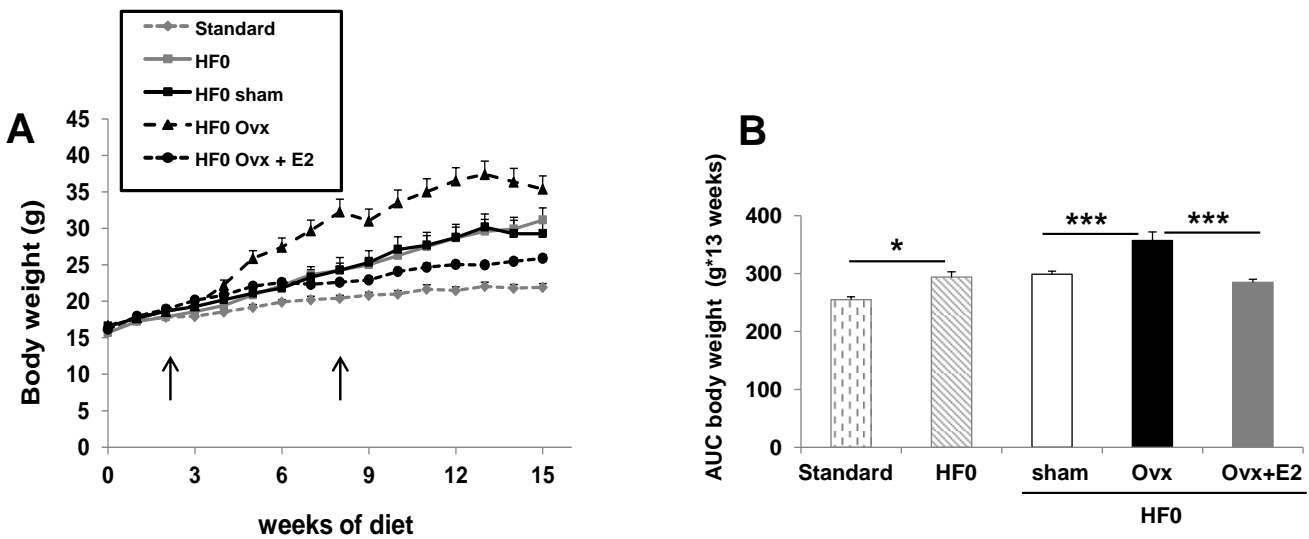 Standard
HF0
HF0 sham
HF0 Ovx
HF0 Ovx + E2
A
Body weight (g)
45
40
35
30
25
20
15
10
5
0
0 3 6 9 12 15
weeks of diet
B
AUC body weight (g*13 weeks)
400
300
200
100
0
*
*** ***
Standard HF0 sham Ovx Ovx+E2
HF0